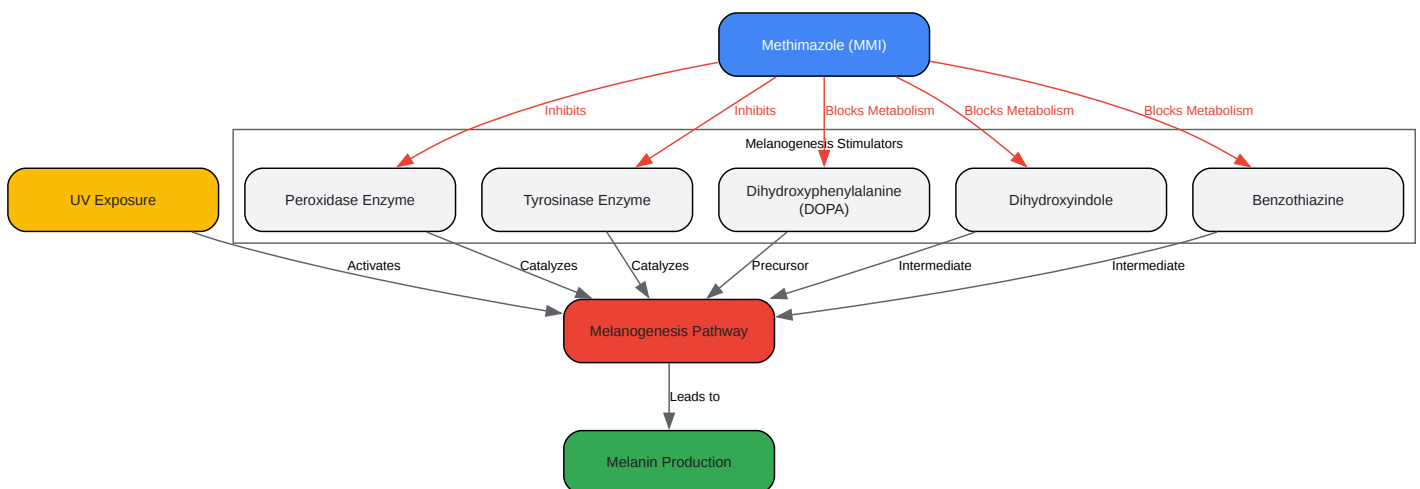 Methimazole (MMI)
Inhibits
Inhibits
Blocks Metabolism
Blocks Metabolism
Blocks Metabolism
Melanogenesis Stimulators
UV Exposure
Peroxidase Enzyme
Tyrosinase Enzyme
Dihydroxyphenylalanine
(DOPA)
Dihydroxyindole
Benzothiazine
Activates
Catalyzes
Catalyzes
Precursor
Intermediate
Intermediate
Melanogenesis Pathway
Leads to
Melanin Production